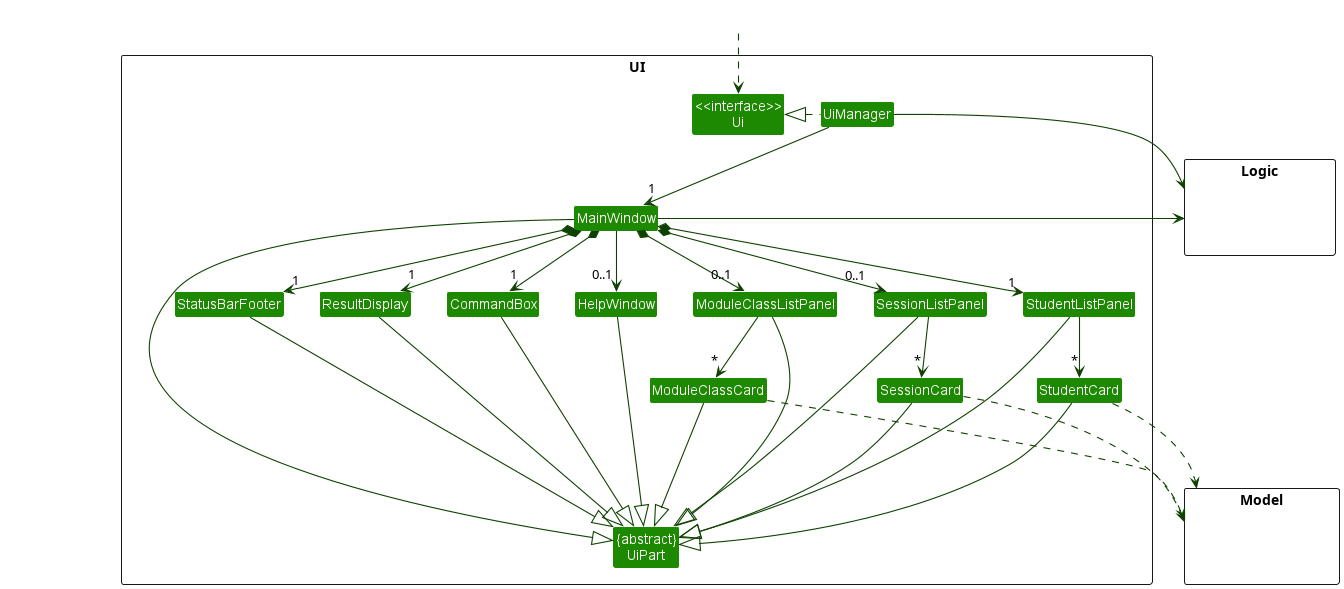 UI
<<interface>>
Ui
UiManager
Logic
1
MainWindow
1
1
1
0..1
0..1
0..1
1
StatusBarFooter
ResultDisplay
CommandBox
HelpWindow
ModuleClassListPanel
SessionListPanel
StudentListPanel
*
*
*
ModuleClassCard
SessionCard
StudentCard
Model
{abstract}
UiPart